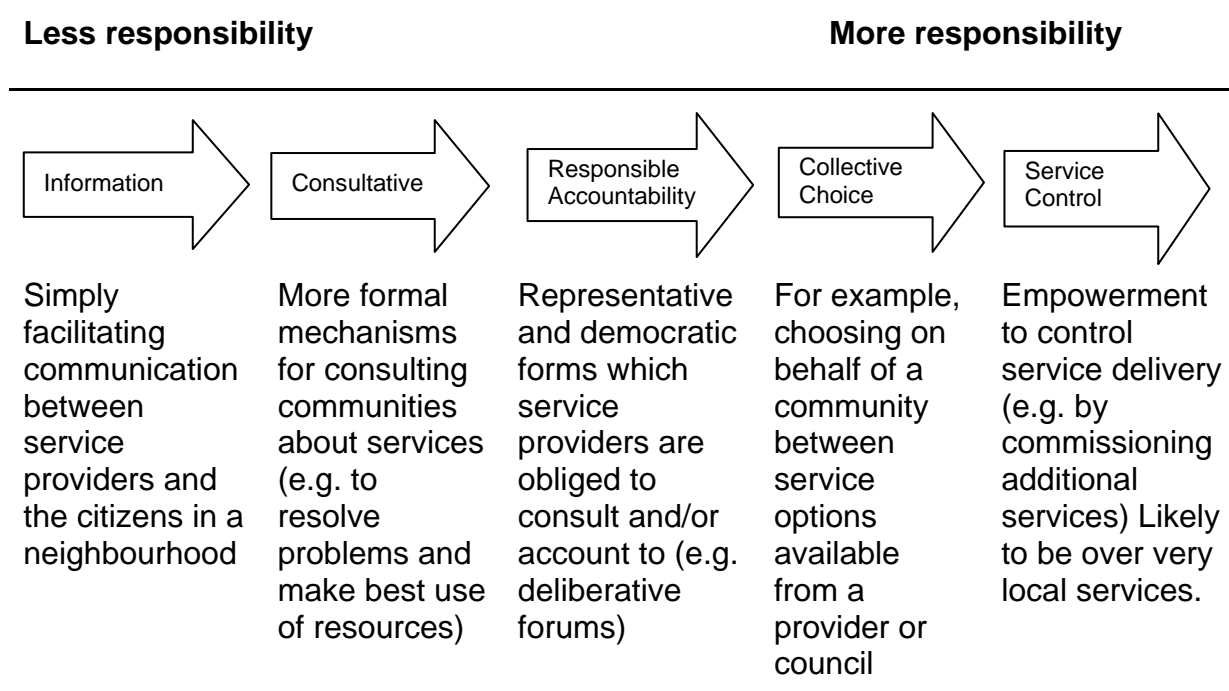 Less responsibility
More responsibility
Information
Consultative
Responsible
Accountability
Collective
Choice
Service
Control
Simply
facilitating
communication
between
service
providers and
the citizens in a
neighbourhood
More formal
mechanisms
for consulting
communities
about services
(e.g. to
resolve
problems and
make best use
of resources)
Representative
and democratic
forms which
service
providers are
obliged to
consult and/or
account to (e.g.
deliberative
forums)
For example,
choosing on
behalf of a
community
between
service
options
available
from a
provider or
council
Empowerment
to control
service delivery
(e.g. by
commissioning
additional
services) Likely
to be over very
local services.